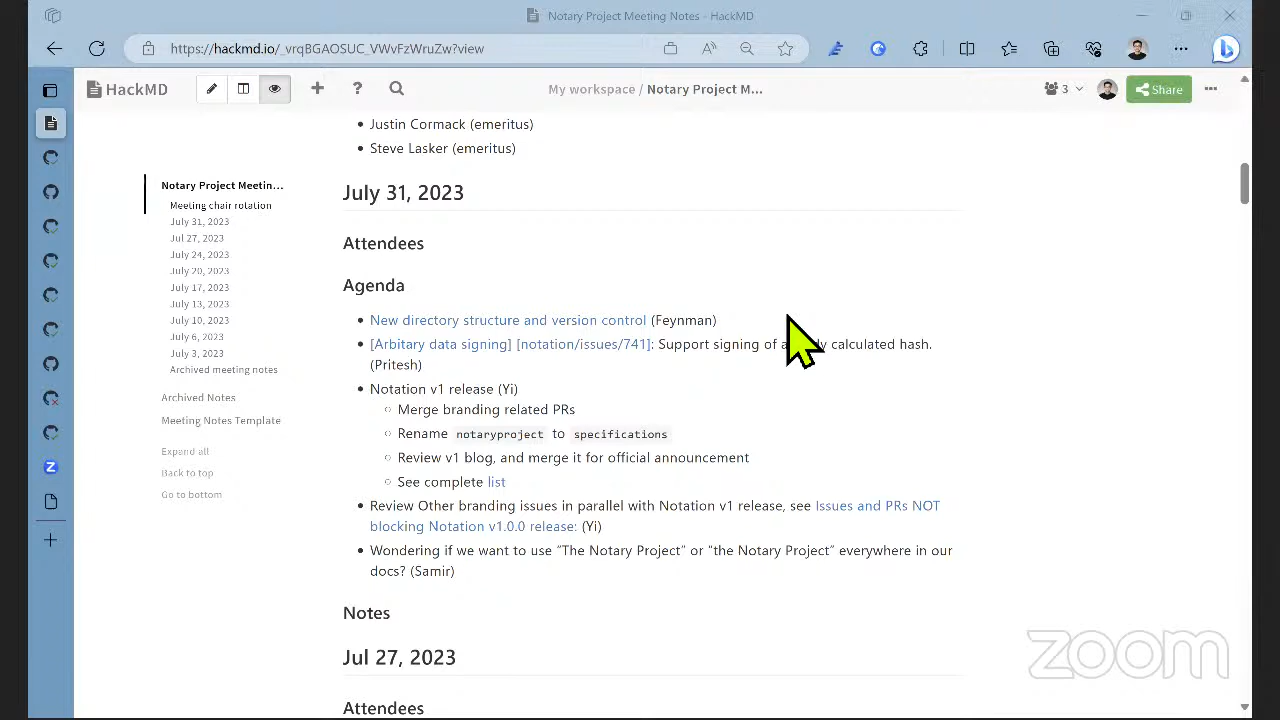 Notary Project Meeting Notes - HackMD
https://hackmd.io/_vrqBGAOSUC_VWvFzWruZw?view
HackMD
My workspace / Notary Project M...
3
Share
Justin Cormack (emeritus)
Steve Lasker (emeritus)
Notary Project Meetin...
Meeting chair rotation
July 31, 2023
Jul 27, 2023
July 24, 2023
July 20, 2023
July 17, 2023
July 13, 2023
July 10, 2023
July 6, 2023
July 3, 2023
Archived meeting notes
Archived Notes
Meeting Notes Template
Expand all
Back to top
Go to bottom
July 31, 2023
Attendees
Agenda
New directory structure and version control (Feynman)
[Arbitary data signing] [notation/issues/741]: Support signing of calculated hash.
(Pritesh)
Notation v1 release (Yi)
Merge branding related PRs
Rename notaryproject to specifications
Review v1 blog, and merge it for official announcement
See complete list
Review Other branding issues in parallel with Notation v1 release, see Issues and PRs NOT
blocking Notation v1.0.0 release: (Yi)
Wondering if we want to use “The Notary Project” or “the Notary Project” everywhere in our
docs? (Samir)
Notes
Jul 27, 2023
Attendees
zoom